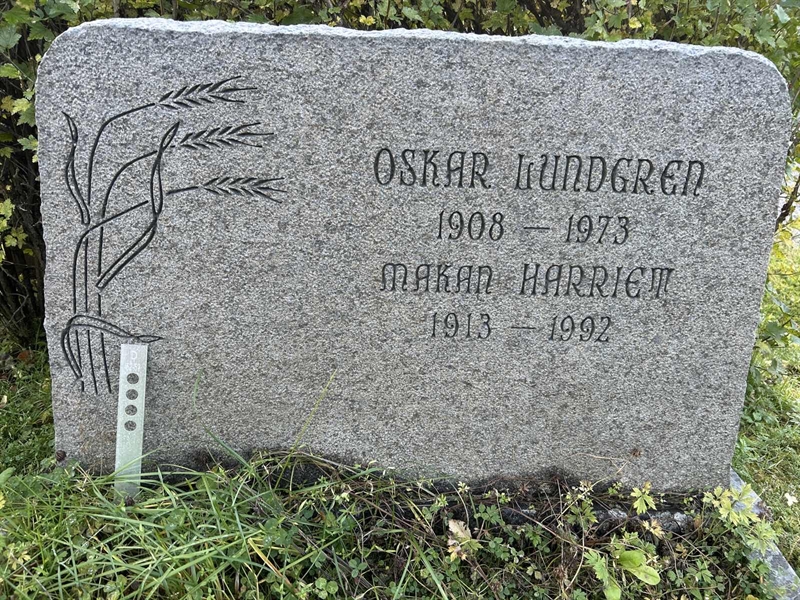 OSKAR LUNDGREN
1908 — 1973
MAKAN HARRIET
1913 — 1992